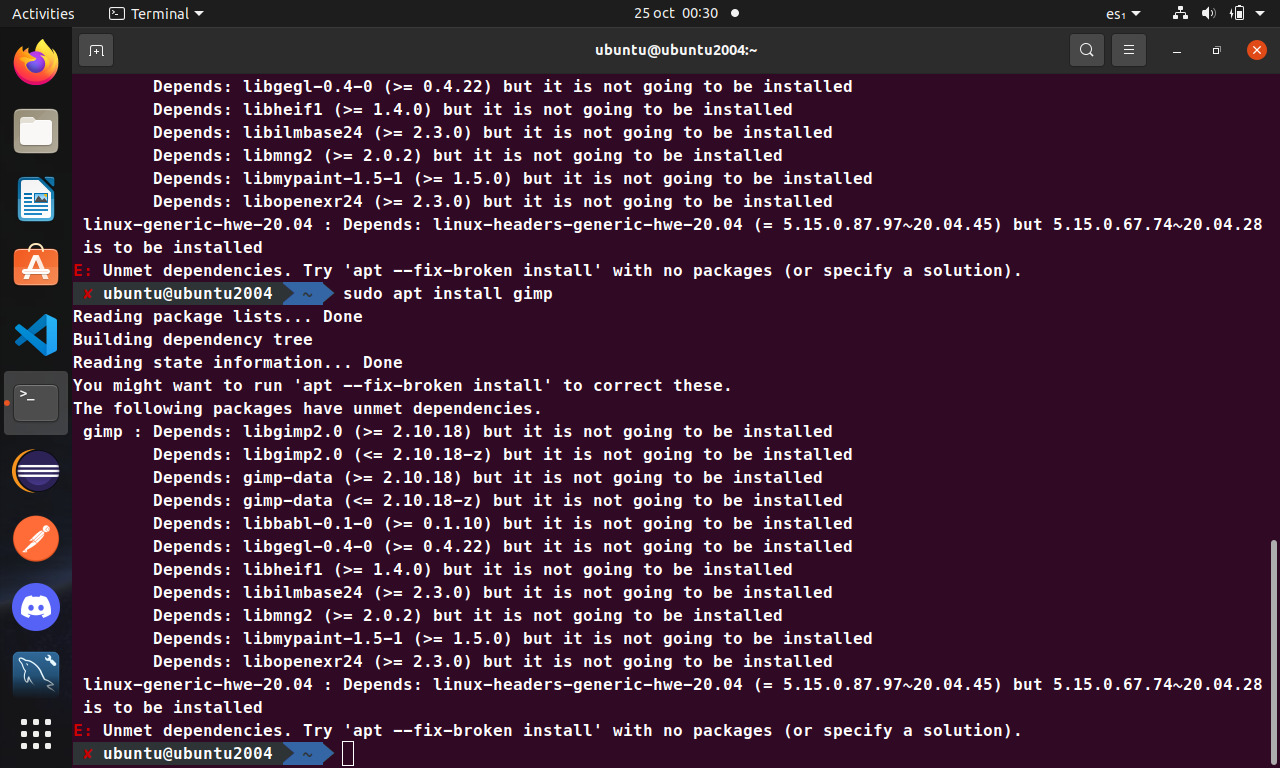 Activities
Terminal
25 oct 00:30
es₁
ubuntu@ubuntu2004:~
Depends: libgegl-0.4-0 (>= 0.4.22) but it is not going to be installed
Depends: libheif1 (>= 1.4.0) but it is not going to be installed
Depends: libilmbase24 (>= 2.3.0) but it is not going to be installed
Depends: libmng2 (>= 2.0.2) but it is not going to be installed
Depends: libmypaint-1.5-1 (>= 1.5.0) but it is not going to be installed
Depends: libopenexr24 (>= 2.3.0) but it is not going to be installed
linux-generic-hwe-20.04 : Depends: linux-headers-generic-hwe-20.04 (= 5.15.0.87.97~20.04.45) but 5.15.0.67.74~20.04.28
is to be installed
E: Unmet dependencies. Try 'apt --fix-broken install' with no packages (or specify a solution).
✘ ubuntu@ubuntu2004 ~ sudo apt install gimp
Reading package lists... Done
Building dependency tree
Reading state information... Done
You might want to run 'apt --fix-broken install' to correct these.
The following packages have unmet dependencies.
gimp : Depends: libgimp2.0 (>= 2.10.18) but it is not going to be installed
Depends: libgimp2.0 (<= 2.10.18-z) but it is not going to be installed
Depends: gimp-data (>= 2.10.18) but it is not going to be installed
Depends: gimp-data (<= 2.10.18-z) but it is not going to be installed
Depends: libbabl-0.1-0 (>= 0.1.10) but it is not going to be installed
Depends: libgegl-0.4-0 (>= 0.4.22) but it is not going to be installed
Depends: libheif1 (>= 1.4.0) but it is not going to be installed
Depends: libilmbase24 (>= 2.3.0) but it is not going to be installed
Depends: libmng2 (>= 2.0.2) but it is not going to be installed
Depends: libmypaint-1.5-1 (>= 1.5.0) but it is not going to be installed
Depends: libopenexr24 (>= 2.3.0) but it is not going to be installed
linux-generic-hwe-20.04 : Depends: linux-headers-generic-hwe-20.04 (= 5.15.0.87.97~20.04.45) but 5.15.0.67.74~20.04.28
is to be installed
E: Unmet dependencies. Try 'apt --fix-broken install' with no packages (or specify a solution).
✘ ubuntu@ubuntu2004 ~